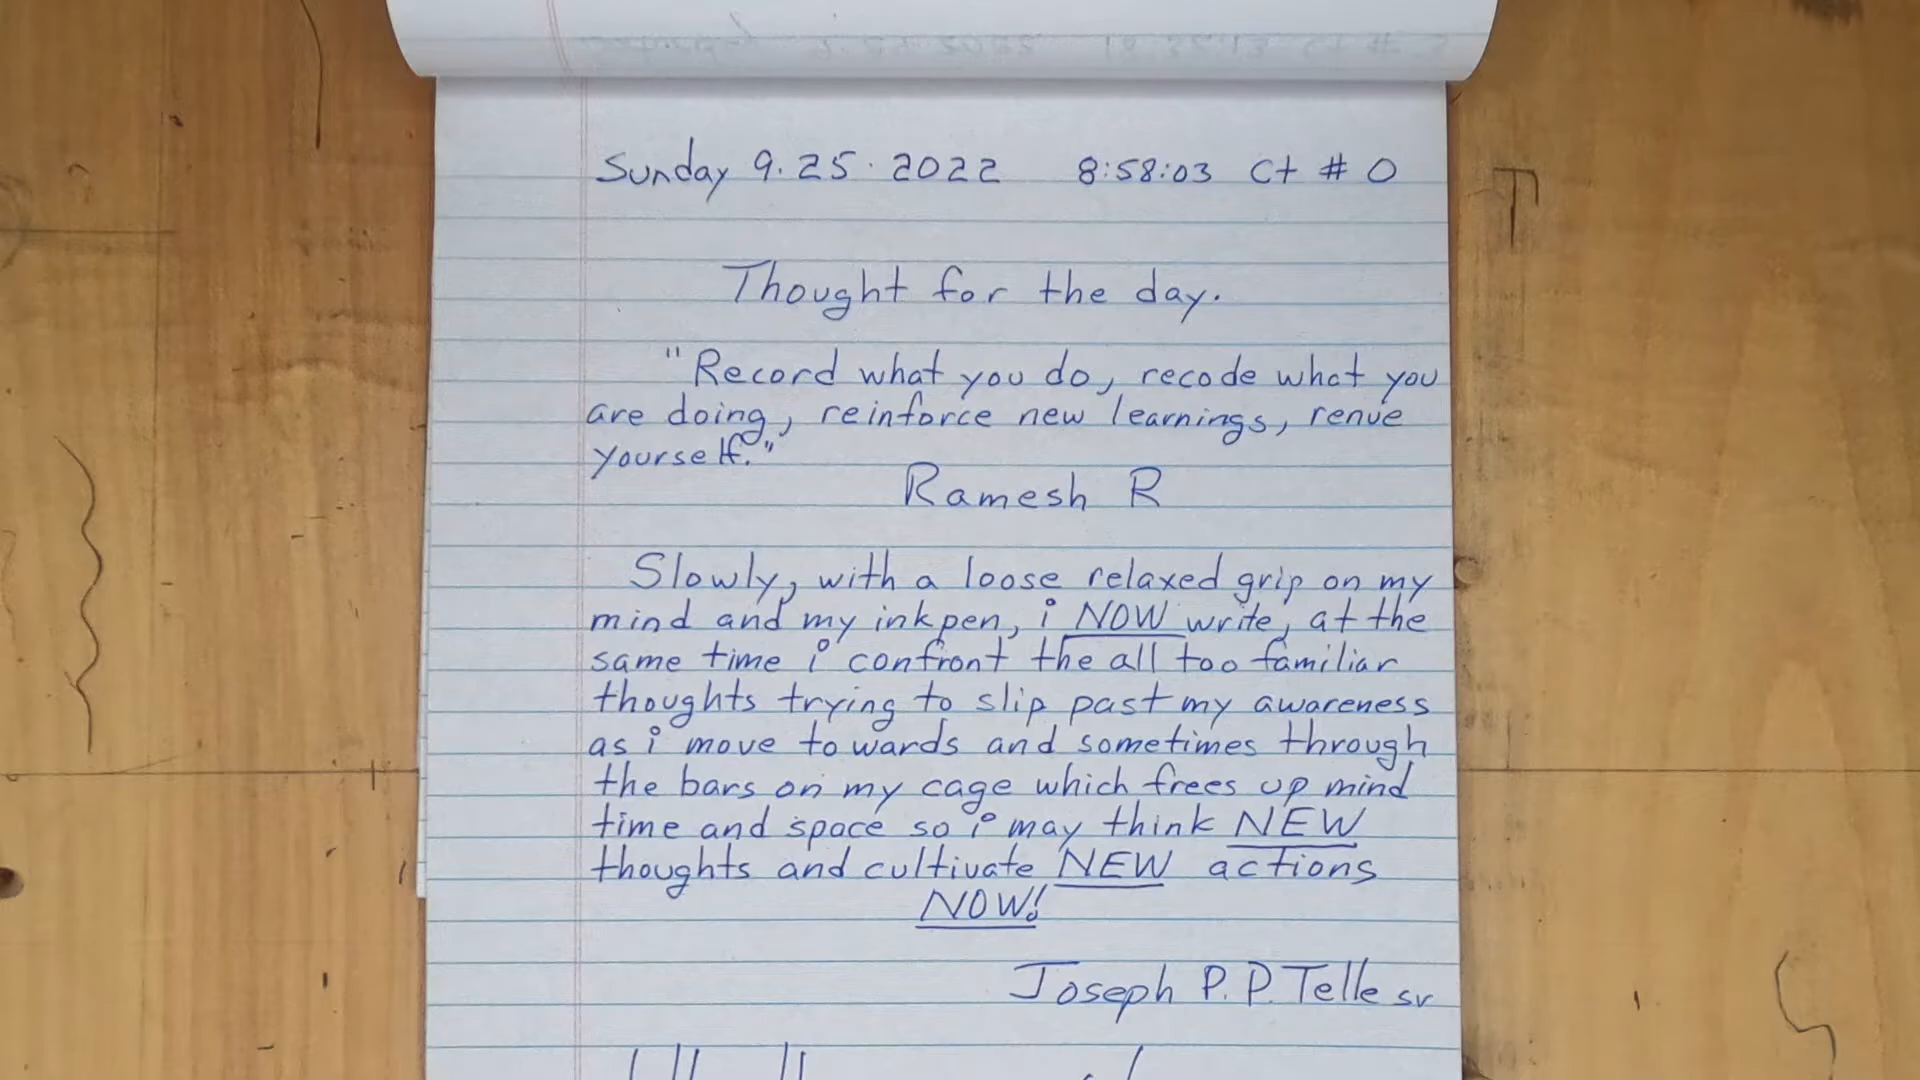 Sunday 9.25.2022 8:58:03 Ct # 0
Thought for the day.
"Record what you do, recode what you
are doing, reinforce new learnings, renue
yourself."
Ramesh R
Slowly, with a loose relaxed grip on my
mind and my inkpen, i NOW write, at the
same time i confront the all too familiar
thoughts trying to slip past my awareness
as i move towards and sometimes through
the bars on my cage which frees up mind
time and space so i may think NEW
thoughts and cultivate NEW actions
NOW!
Joseph P. P. Telle sr